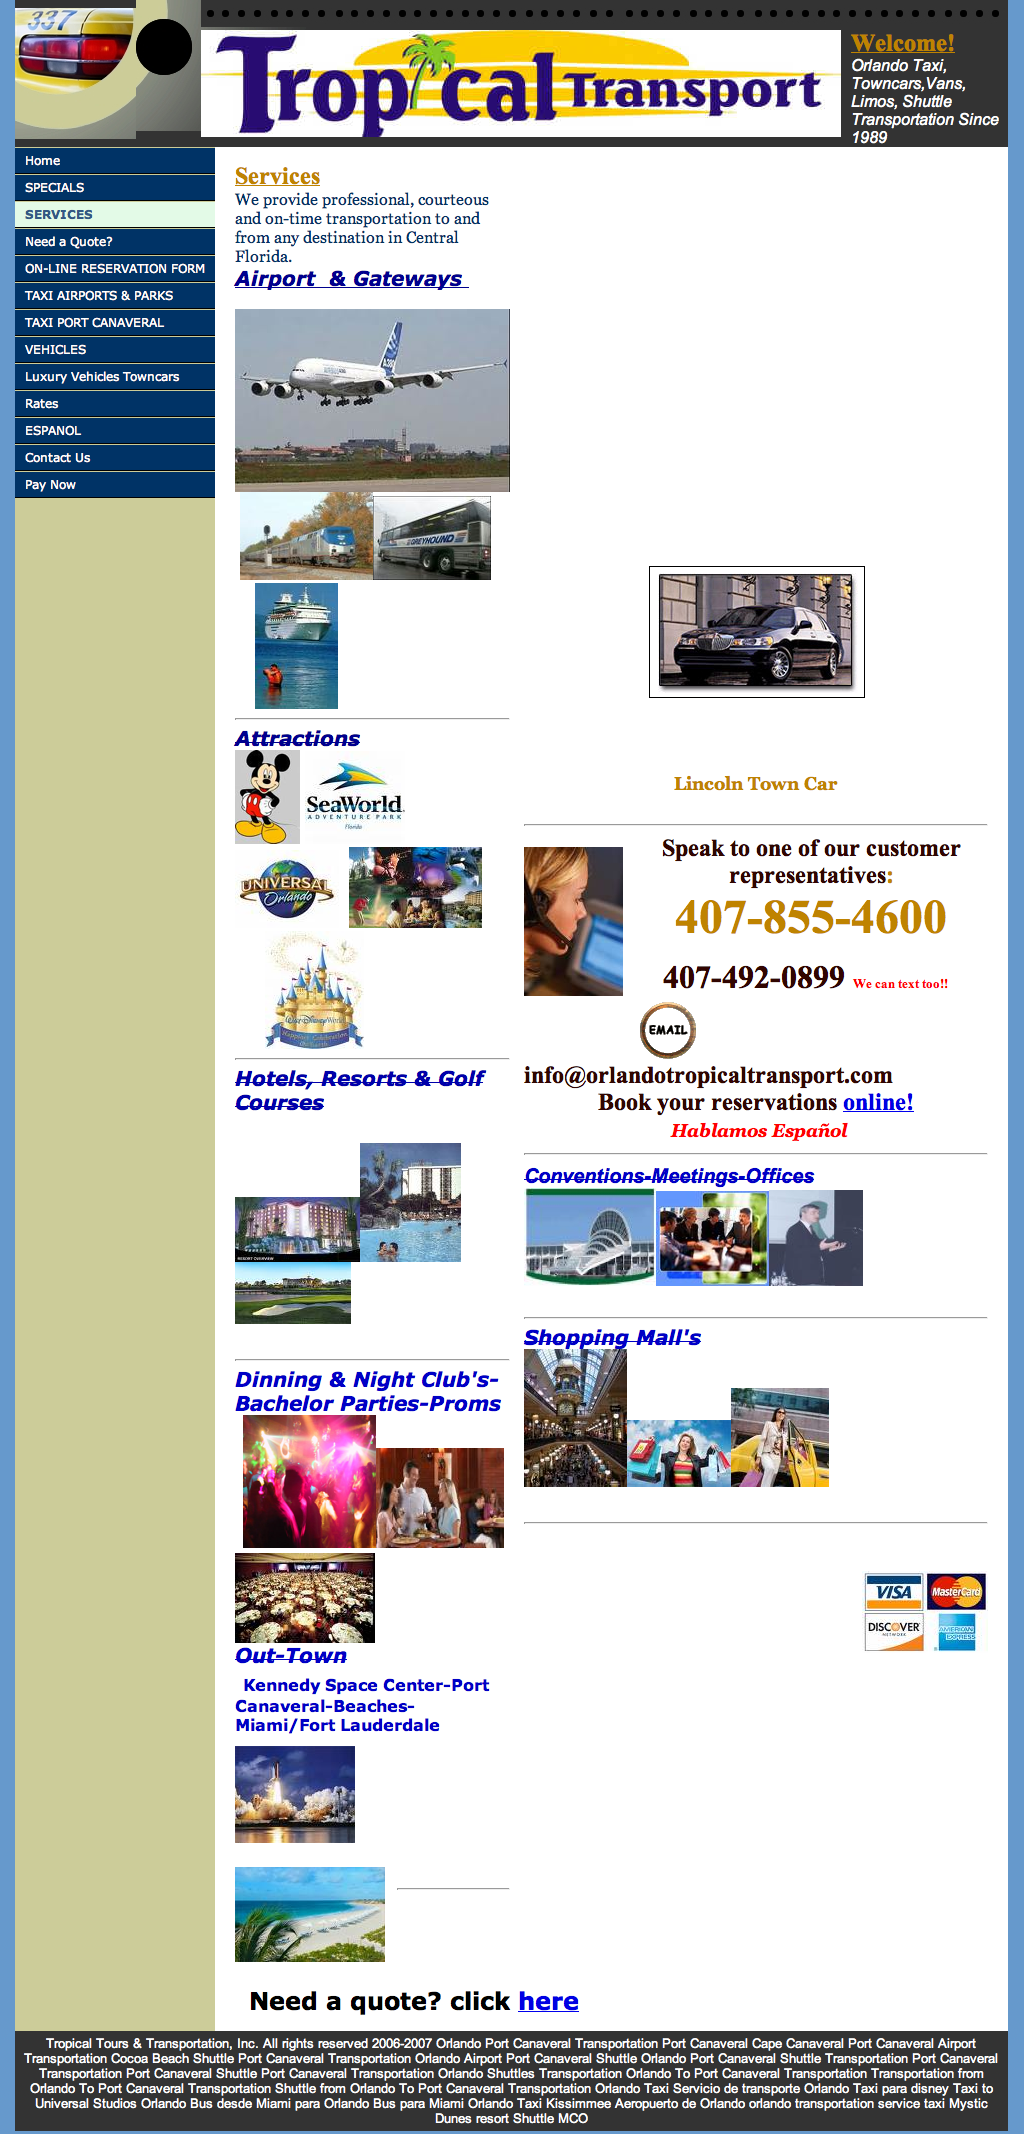 337
Tropical Transport
Welcome!
Orlando Taxi,
Towncars,Vans,
Limos, Shuttle
Transportation Since
1989
Home
SPECIALS
SERVICES
Need a Quote?
ON-LINE RESERVATION FORM
TAXI AIRPORTS & PARKS
TAXI PORT CANAVERAL
VEHICLES
Luxury Vehicles Towncars
Rates
ESPANOL
Contact Us
Pay Now
Services
We provide professional, courteous
and on-time transportation to and
from any destination in Central
Florida.
Airport & Gateways
GREYHOUND
Attractions
SeaWorld
ADVENTURE PARK
Florida
UNIVERSAL
Orlando
Walt Disney World
Happiest Celebration
On Earth
Hotels, Resorts & Golf
Courses
RESORT OVERVIEW
Dinning & Night Club's-
Bachelor Parties-Proms
Out-Town
Kennedy Space Center-Port
Canaveral-Beaches-
Miami/Fort Lauderdale
Lincoln Town Car
Speak to one of our customer
representatives:
407-855-4600
407-492-0899 We can text too!!
EMAIL
info@orlandotropicaltransport.com
Book your reservations online!
Hablamos Español
Conventions-Meetings-Offices
Shopping Mall's
VISA MasterCard
DISCOVER
NETWORK
AMERICAN
EXPRESS
Need a quote? click here
Tropical Tours & Transportation, Inc. All rights reserved 2006-2007 Orlando Port Canaveral Transportation Port Canaveral Cape Canaveral Port Canaveral Airport
Transportation Cocoa Beach Shuttle Port Canaveral Transportation Orlando Airport Port Canaveral Shuttle Orlando Port Canaveral Shuttle Transportation Port Canaveral
Transportation Port Canaveral Shuttle Port Canaveral Transportation Orlando Shuttles Transportation Orlando To Port Canaveral Transportation Transportation from
Orlando To Port Canaveral Transportation Shuttle from Orlando To Port Canaveral Transportation Orlando Taxi Servicio de transporte Orlando Taxi para disney Taxi to
Universal Studios Orlando Bus desde Miami para Orlando Bus para Miami Orlando Taxi Kissimmee Aeropuerto de Orlando orlando transportation service taxi Mystic
Dunes resort Shuttle MCO